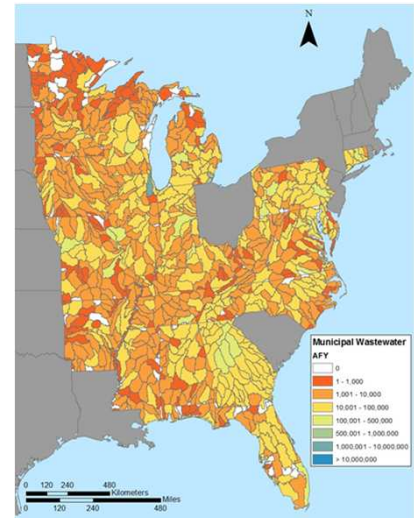 N
Municipal Wastewater
AFY
0
1 - 1,000
1,001 - 10,000
10,001 - 100,000
100,001 - 500,000
500,001 - 1,000,000
1,000,001 - 10,000,000
> 10,000,000
0 120 240 480
Kilometers
Miles
0 120 240 480